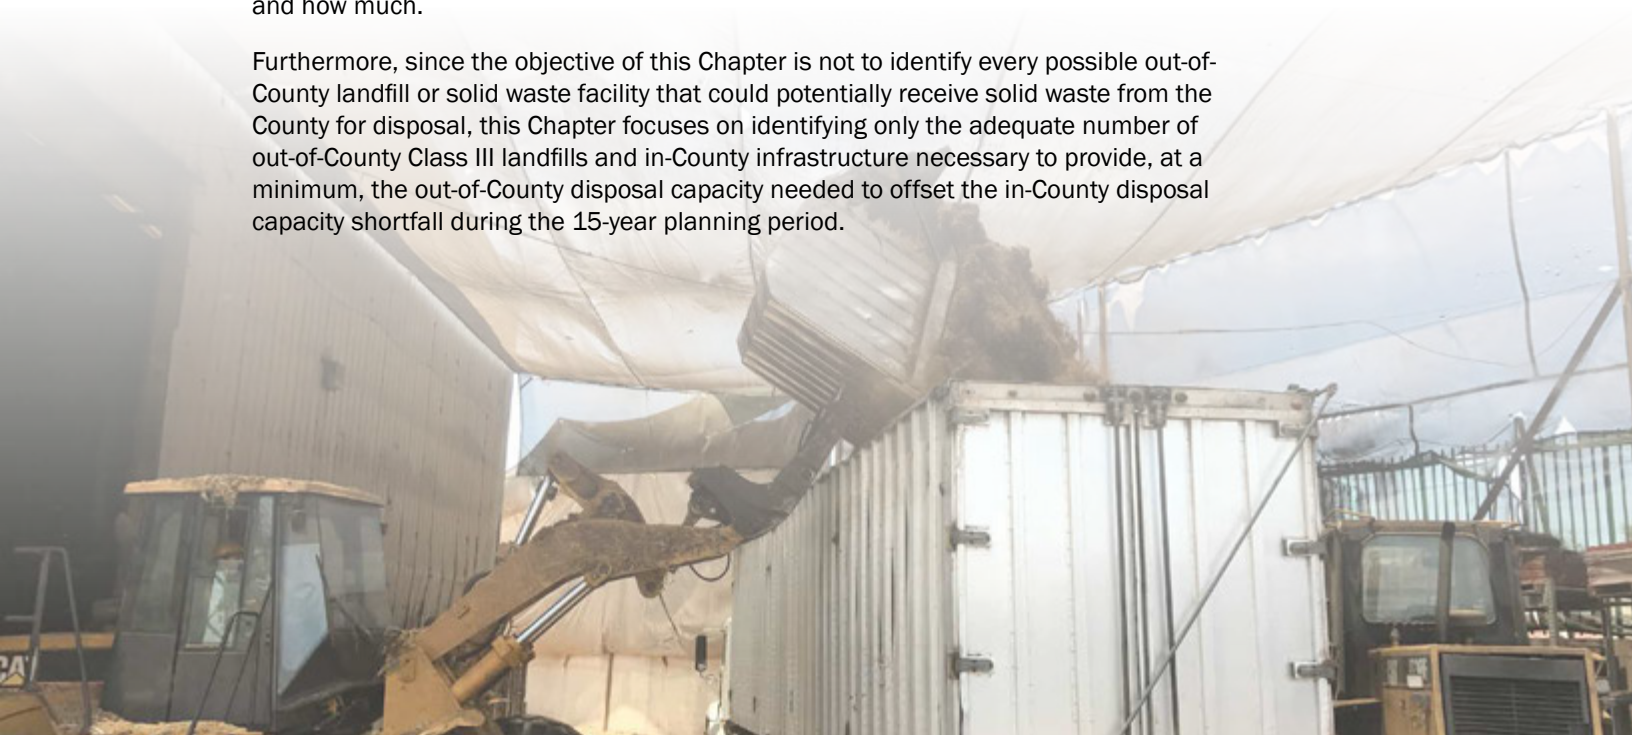 and how much.
Furthermore, since the objective of this Chapter is not to identify every possible out-of-
County landfill or solid waste facility that could potentially receive solid waste from the
County for disposal, this Chapter focuses on identifying only the adequate number of
out-of-County Class III landfills and in-County infrastructure necessary to provide, at a
minimum, the out-of-County disposal capacity needed to offset the in-County disposal
capacity shortfall during the 15-year planning period.
CAT